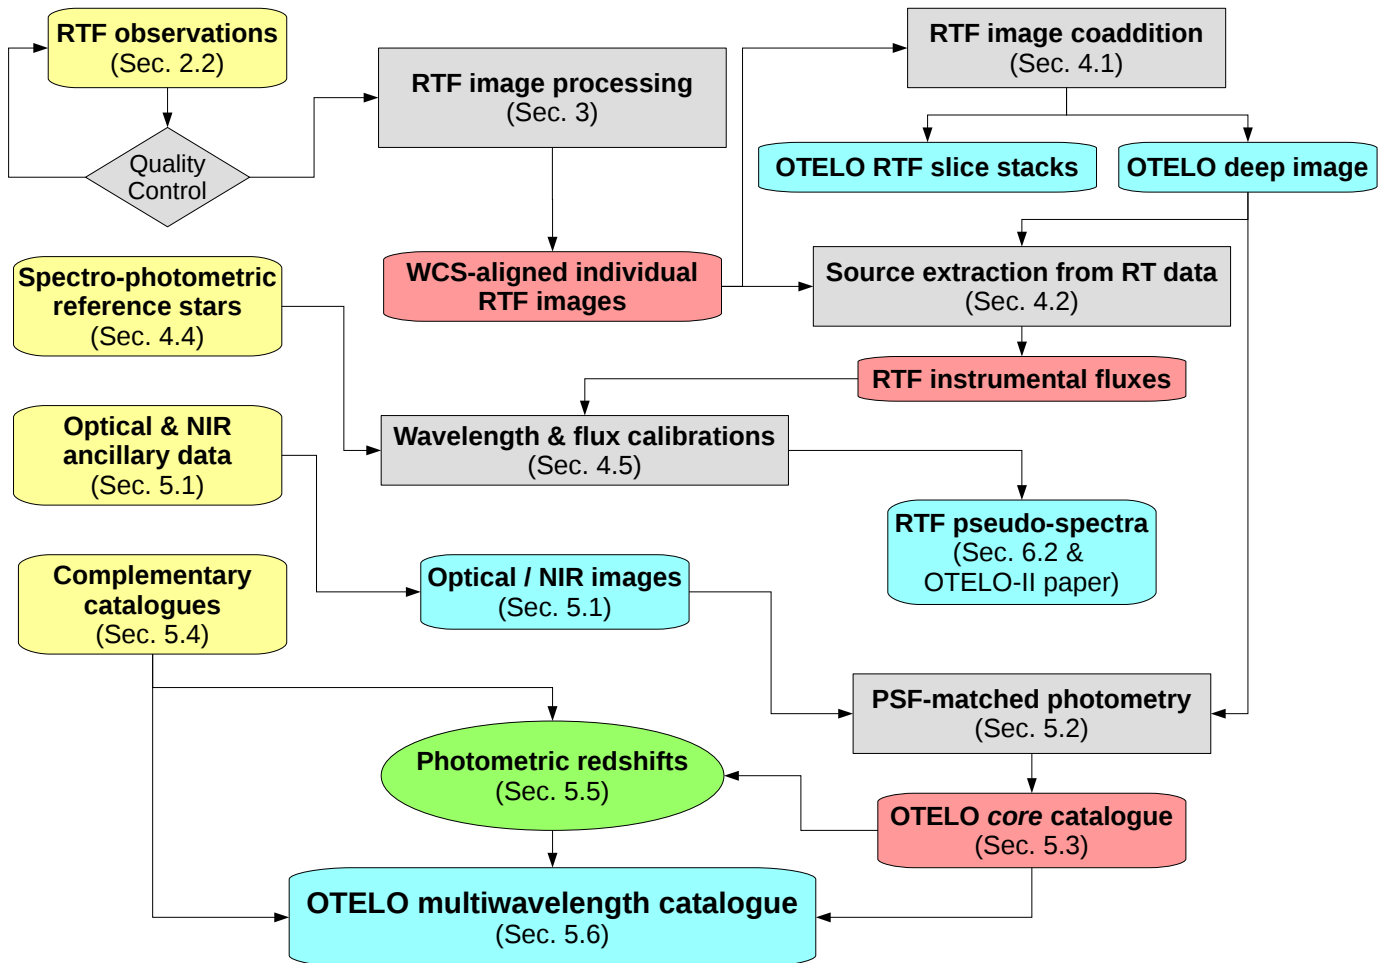 RTF observations
(Sec. 2.2)
Quality
Control
RTF image processing
(Sec. 3)
RTF image coaddition
(Sec. 4.1)
OTELO RTF slice stacks
OTELO deep image
WCS-aligned individual
RTF images
Source extraction from RT data
(Sec. 4.2)
Spectro-photometric
reference stars
(Sec. 4.4)
RTF instrumental fluxes
Optical & NIR
ancillary data
(Sec. 5.1)
Wavelength & flux calibrations
(Sec. 4.5)
RTF pseudo-spectra
(Sec. 6.2 &
OTELO-II paper)
Complementary
catalogues
(Sec. 5.4)
Optical / NIR images
(Sec. 5.1)
PSF-matched photometry
(Sec. 5.2)
Photometric redshifts
(Sec. 5.5)
OTELO core catalogue
(Sec. 5.3)
OTELO multiwavelength catalogue
(Sec. 5.6)